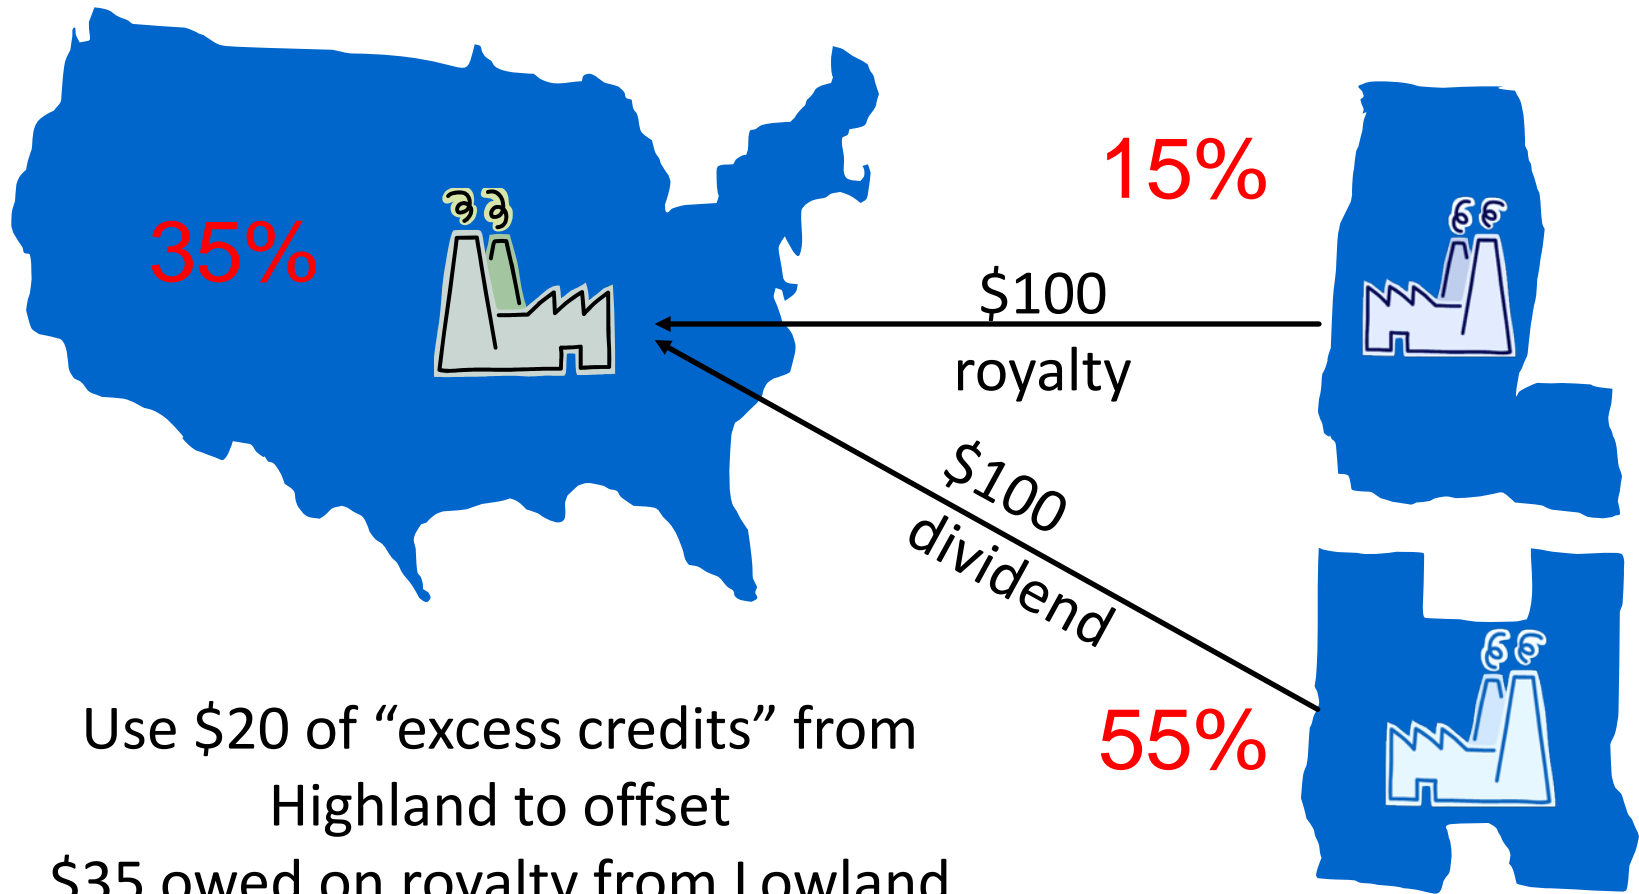 35%
15%
$100
royalty
$100
dividend
55%
Use $20 of “excess credits” from
Highland to offset
$35 owed on royalty from Lowland